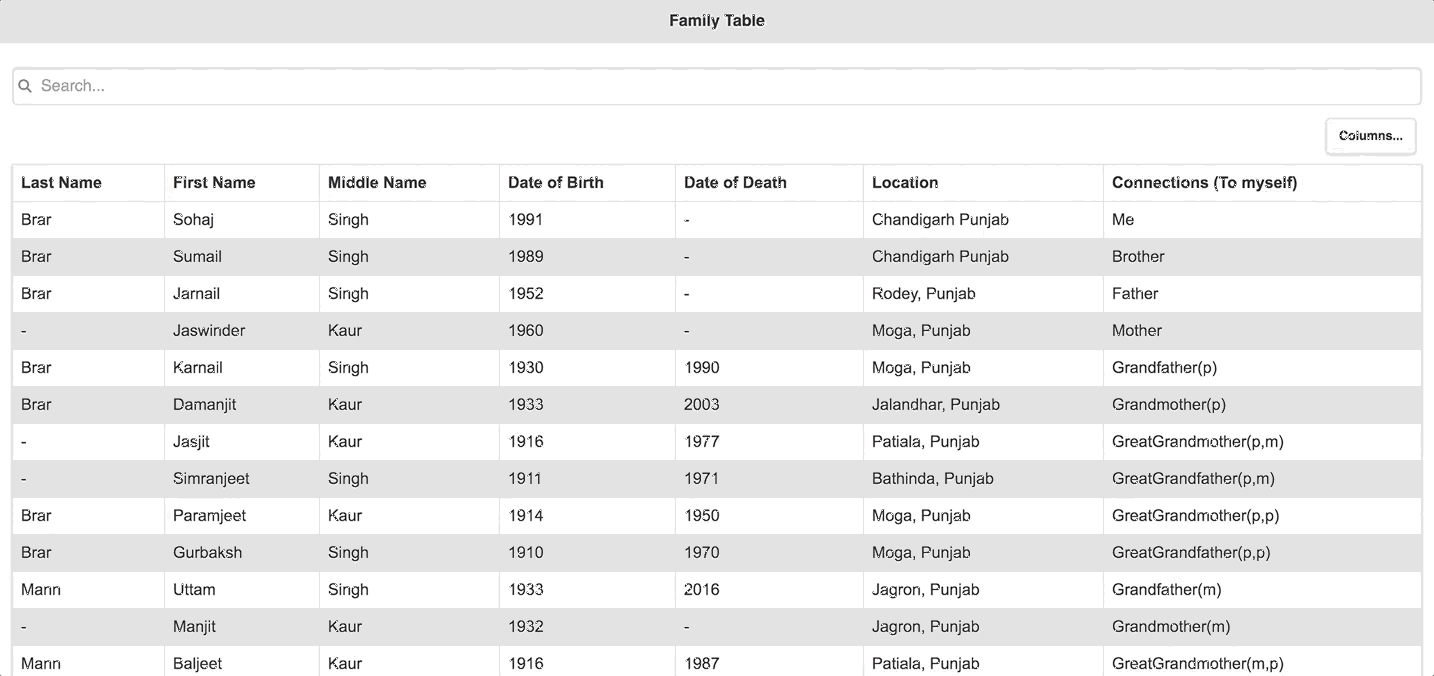 Family Table
Search...
Columns...
Last Name First Name Middle Name Date of Birth Date of Death Location Connections (To myself)
Brar Sohaj Singh 1991 - Chandigarh Punjab Me
Brar Sumail Singh 1989 - Chandigarh Punjab Brother
Brar Jarnail Singh 1952 - Rodey, Punjab Father
- Jaswinder Kaur 1960 - Moga, Punjab Mother
Brar Karnail Singh 1930 1990 Moga, Punjab Grandfather(p)
Brar Damanjit Kaur 1933 2003 Jalandhar, Punjab Grandmother(p)
- Jasjit Kaur 1916 1977 Patiala, Punjab GreatGrandmother(p,m)
- Simranjeet Singh 1911 1971 Bathinda, Punjab GreatGrandfather(p,m)
Brar Paramjeet Kaur 1914 1950 Moga, Punjab GreatGrandmother(p,p)
Brar Gurbaksh Singh 1910 1970 Moga, Punjab GreatGrandfather(p,p)
Mann Uttam Singh 1933 2016 Jagron, Punjab Grandfather(m)
- Manjit Kaur 1932 - Jagron, Punjab Grandmother(m)
Mann Baljeet Kaur 1916 1987 Patiala, Punjab GreatGrandmother(m,p)